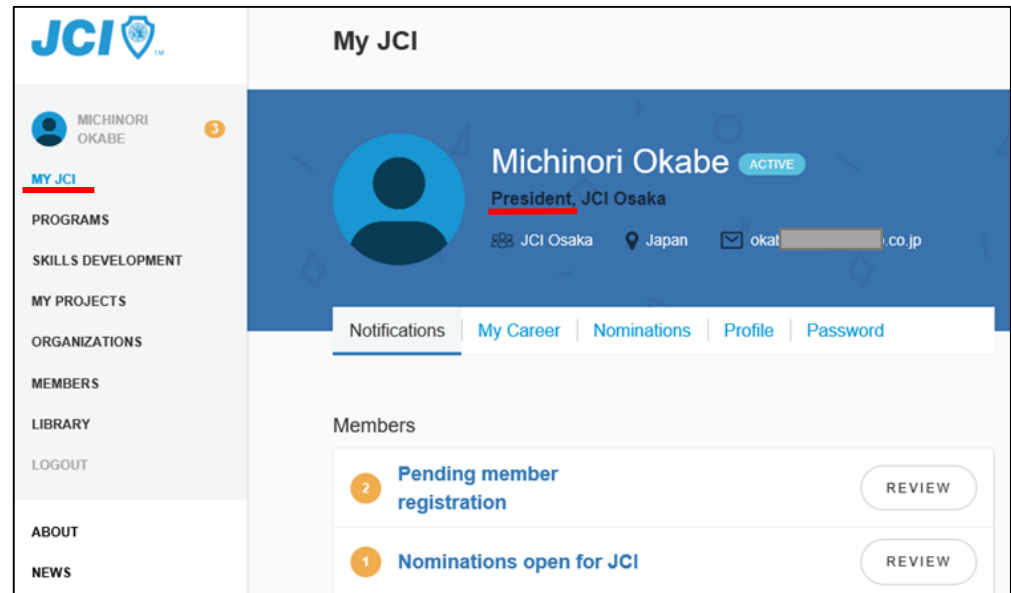 JCI TM
My JCI
MICHINORI
OKABE
3
MY JCI
PROGRAMS
SKILLS DEVELOPMENT
MY PROJECTS
ORGANIZATIONS
MEMBERS
LIBRARY
LOGOUT
ABOUT
NEWS
Michinori Okabe ACTIVE
President, JCI Osaka
JCI Osaka Japan okab .co.jp
Notifications My Career Nominations Profile Password
Members
2 Pending member
registration REVIEW
1 Nominations open for JCI REVIEW